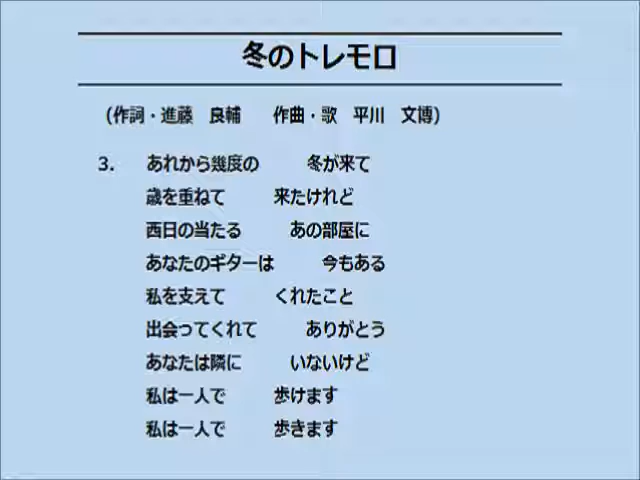 冬のトレモロ
(作詞・進藤　良輔　　作曲・歌　平川　文博)
3.　あれから幾度の　　　冬が来て
歳を重ねて　　　来たけれど
西日の当たる　　　あの部屋に
あなたのギターは　　　今もある
私を支えて　　　くれたこと
出会ってくれて　　　ありがとう
あなたは隣に　　　いないけど
私は一人で　　　歩けます
私は一人で　　　歩きます